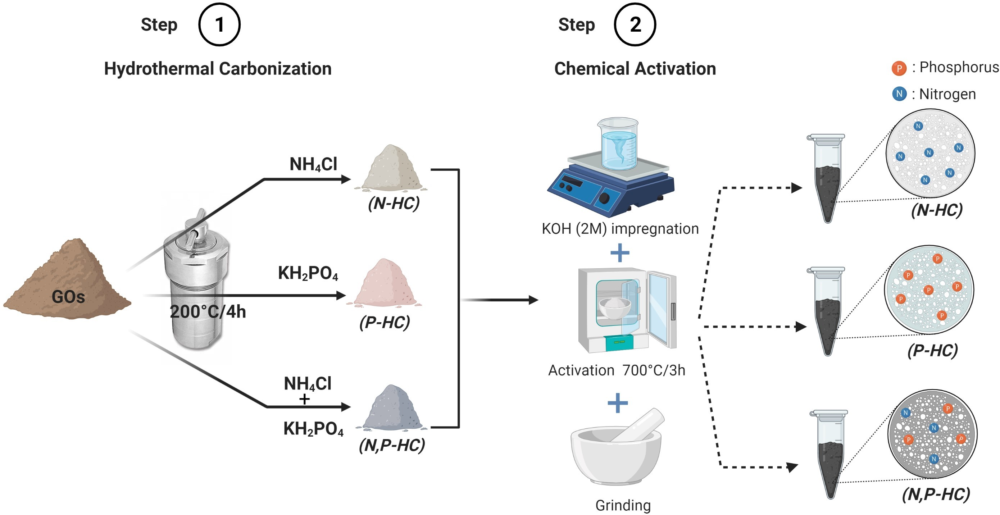 Step 1
Hydrothermal Carbonization
Step 2
Chemical Activation
P : Phosphorus
N : Nitrogen
GOs
200°C/4h
NH₄Cl
(N-HC)
KH₂PO₄
(P-HC)
NH₄Cl
+
KH₂PO₄
(N,P-HC)
KOH (2M) impregnation
+
Activation 700°C/3h
+
Grinding
N
N
N
N
N
N
(N-HC)
P
P
P
P
P
P
(P-HC)
P
N
N
P
P
N
(N,P-HC)